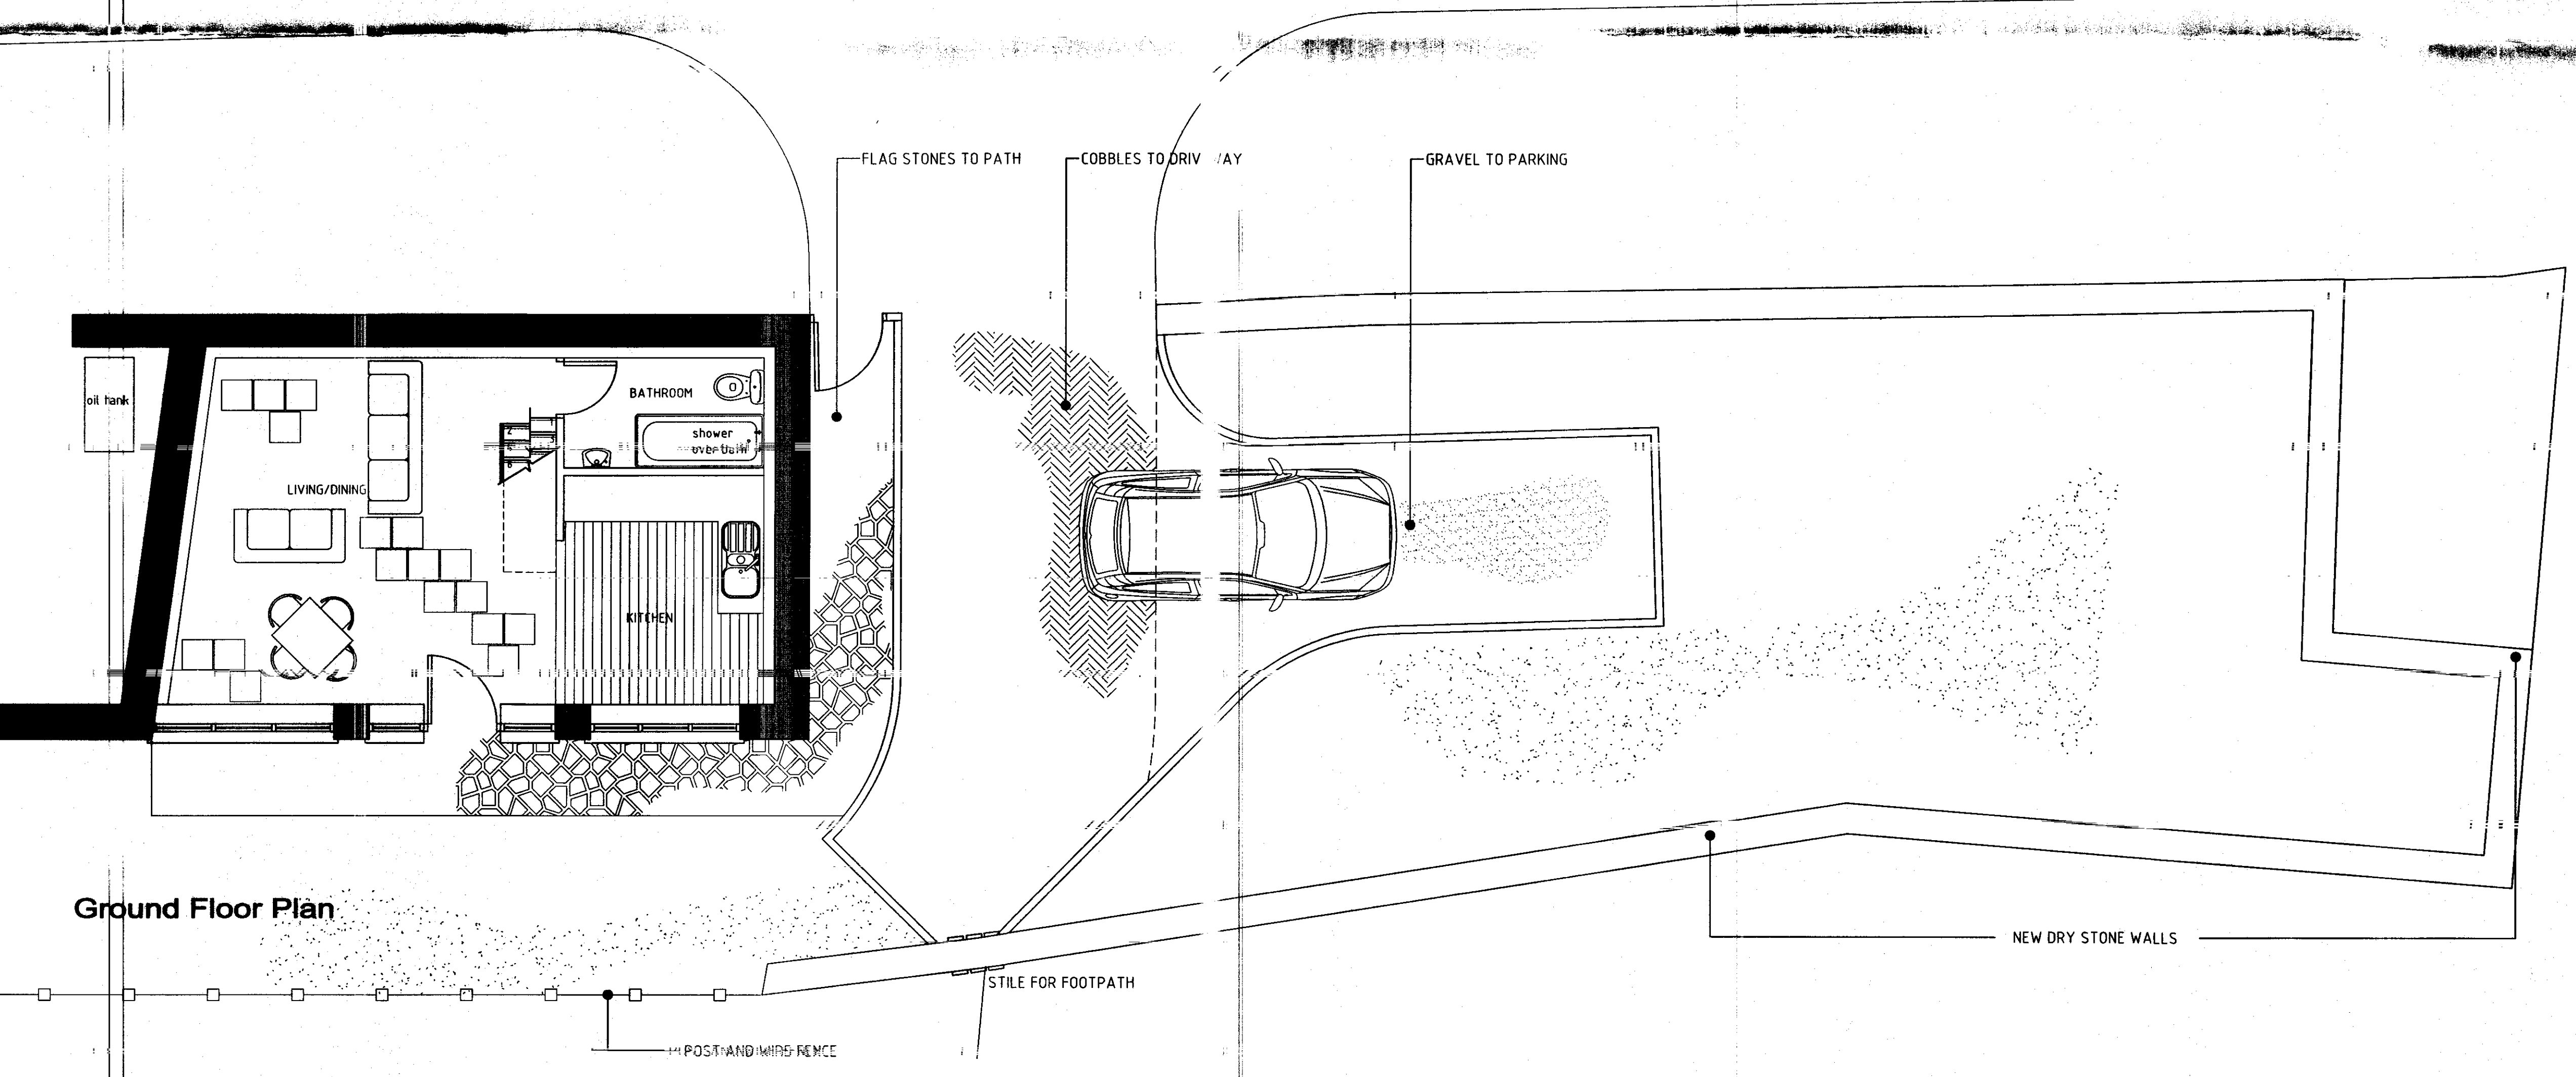 FLAG STONES TO PATH
COBBLES TO DRIV WAY
GRAVEL TO PARKING
oil tank
BATHROOM
shower
over bath
LIVING/DINING
KITCHEN
Ground Floor Plan
NEW DRY STONE WALLS
STILE FOR FOOTPATH
POST AND WIRE FENCE